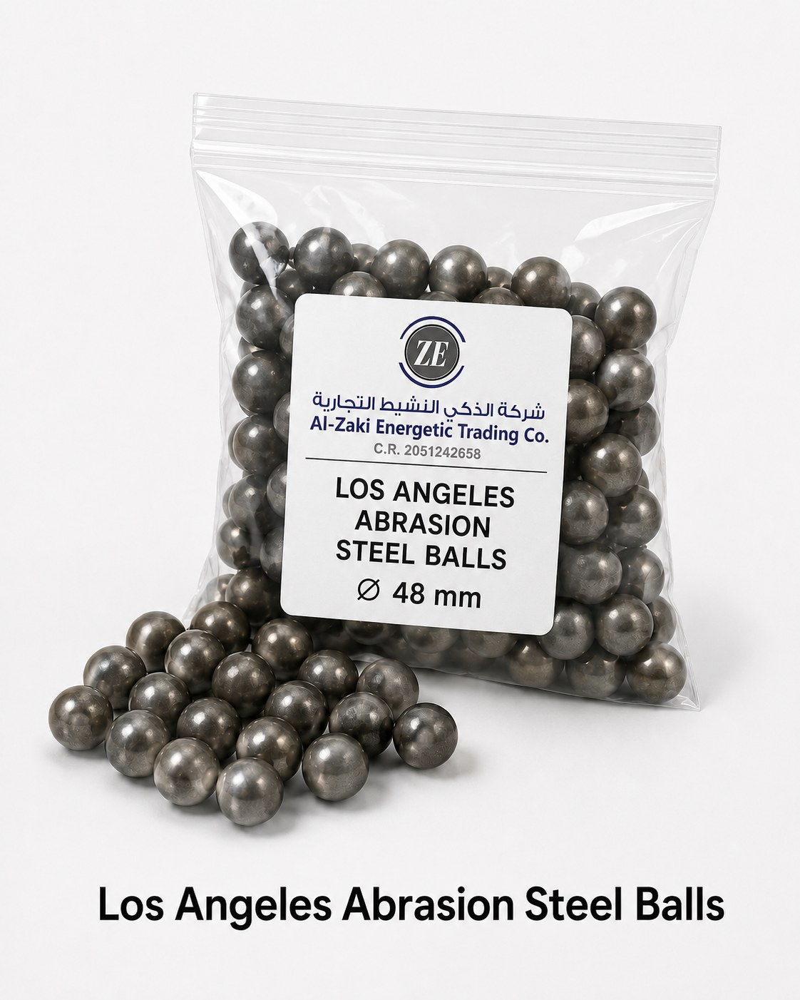 ZE
شركة الذكي النشيط التجارية
Al-Zaki Energetic Trading Co.
C.R. 2051242658
LOS ANGELES
ABRASION
STEEL BALLS
Ø 48 mm
Los Angeles Abrasion Steel Balls